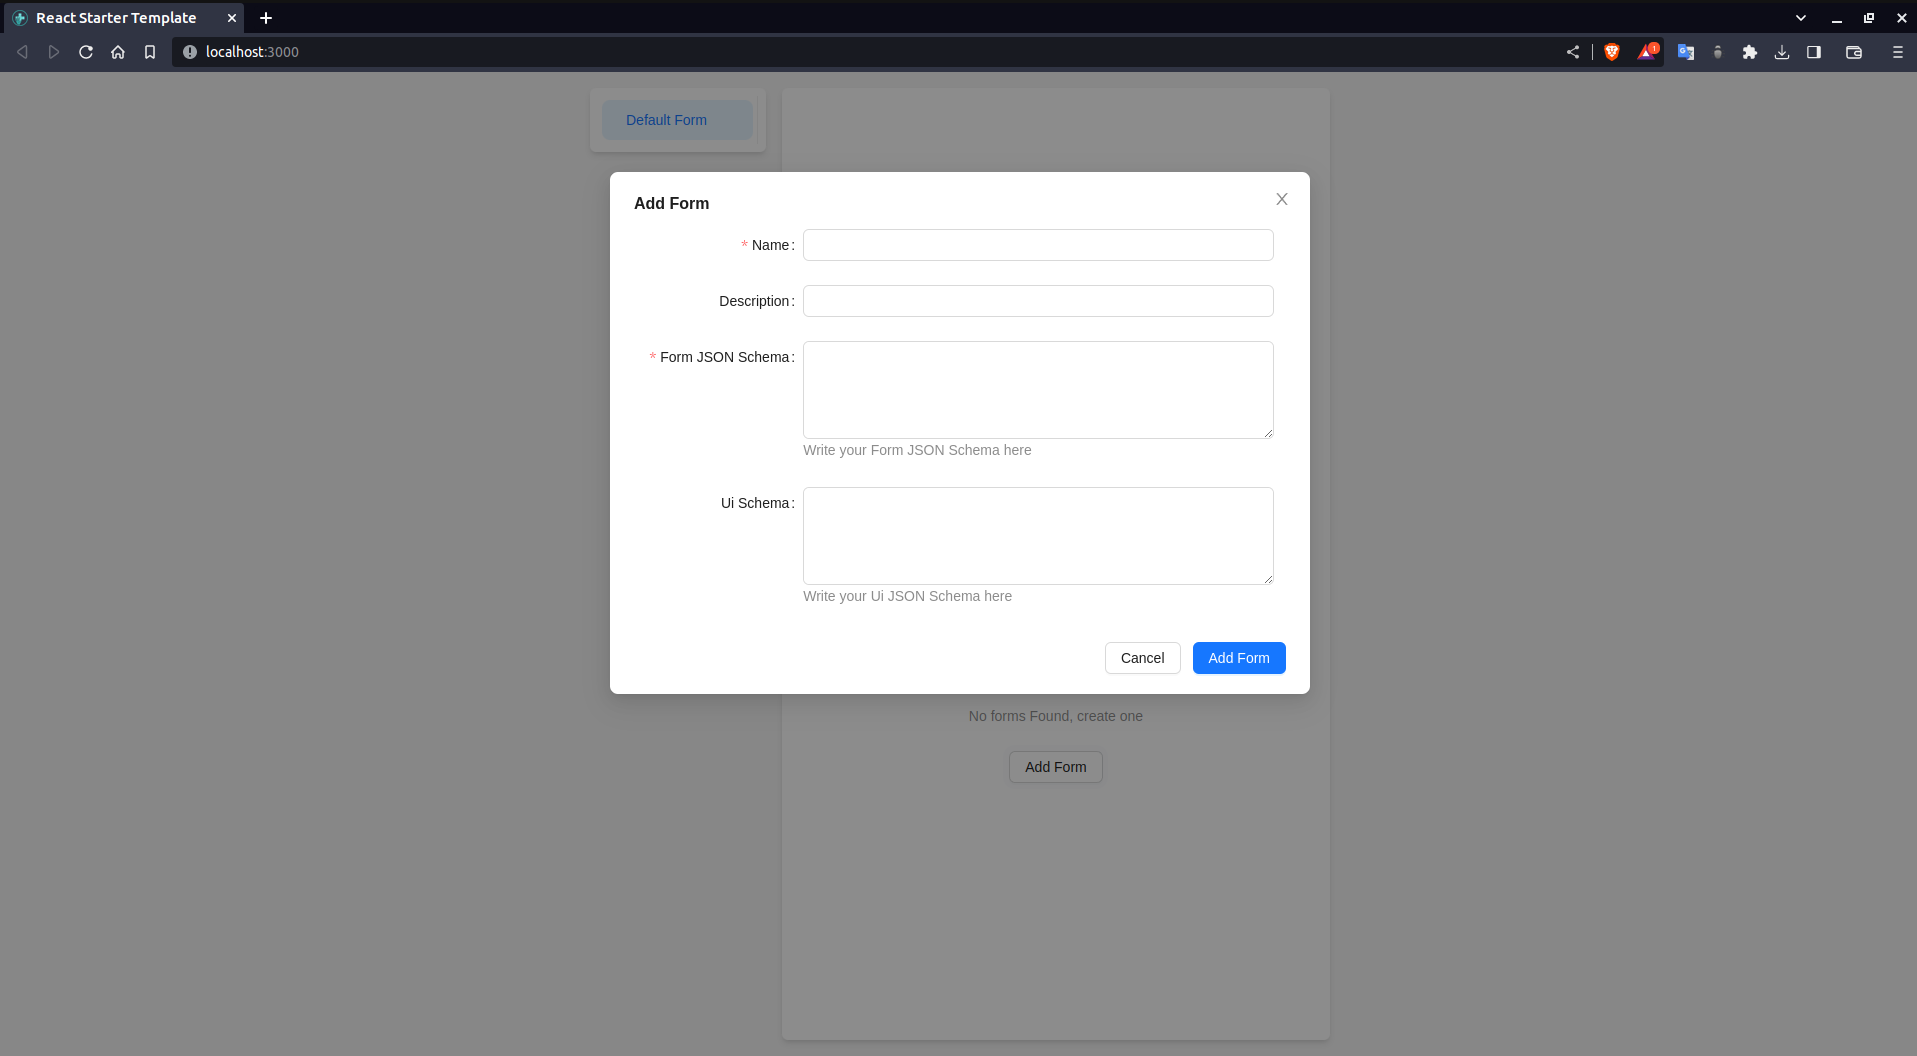 React Starter Template
localhost:3000
1
Default Form
Add Form
* Name:
Description:
* Form JSON Schema:
Write your Form JSON Schema here
Ui Schema:
Write your Ui JSON Schema here
Cancel
Add Form
No forms Found, create one
Add Form